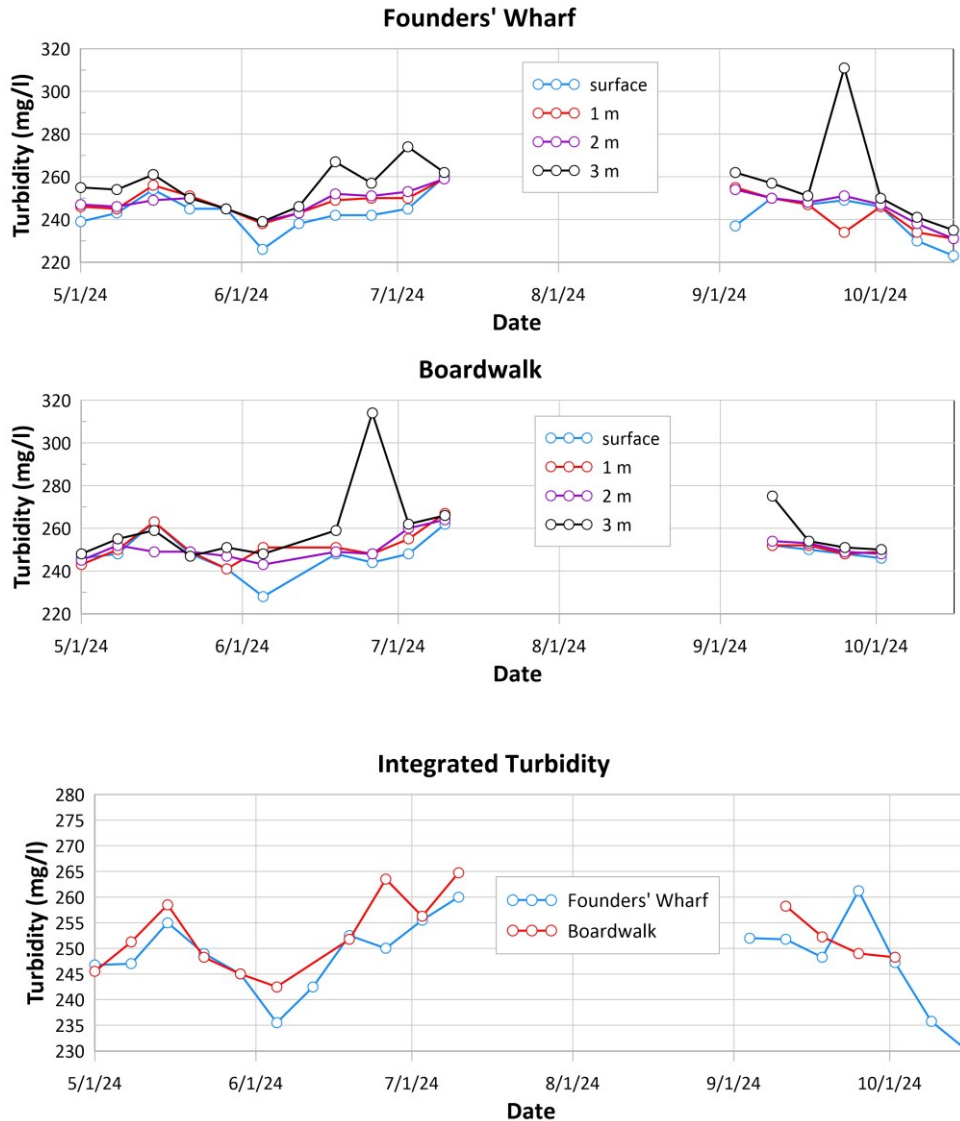 Founders' Wharf
Turbidity (mg/l)
320
300
280
260
240
220
surface
1 m
2 m
3 m
5/1/24 6/1/24 7/1/24 8/1/24 9/1/24 10/1/24
Date
Boardwalk
Turbidity (mg/l)
320
300
280
260
240
220
surface
1 m
2 m
3 m
5/1/24 6/1/24 7/1/24 8/1/24 9/1/24 10/1/24
Date
Integrated Turbidity
Turbidity (mg/l)
280
275
270
265
260
255
250
245
240
235
230
Founders' Wharf
Boardwalk
5/1/24 6/1/24 7/1/24 8/1/24 9/1/24 10/1/24
Date